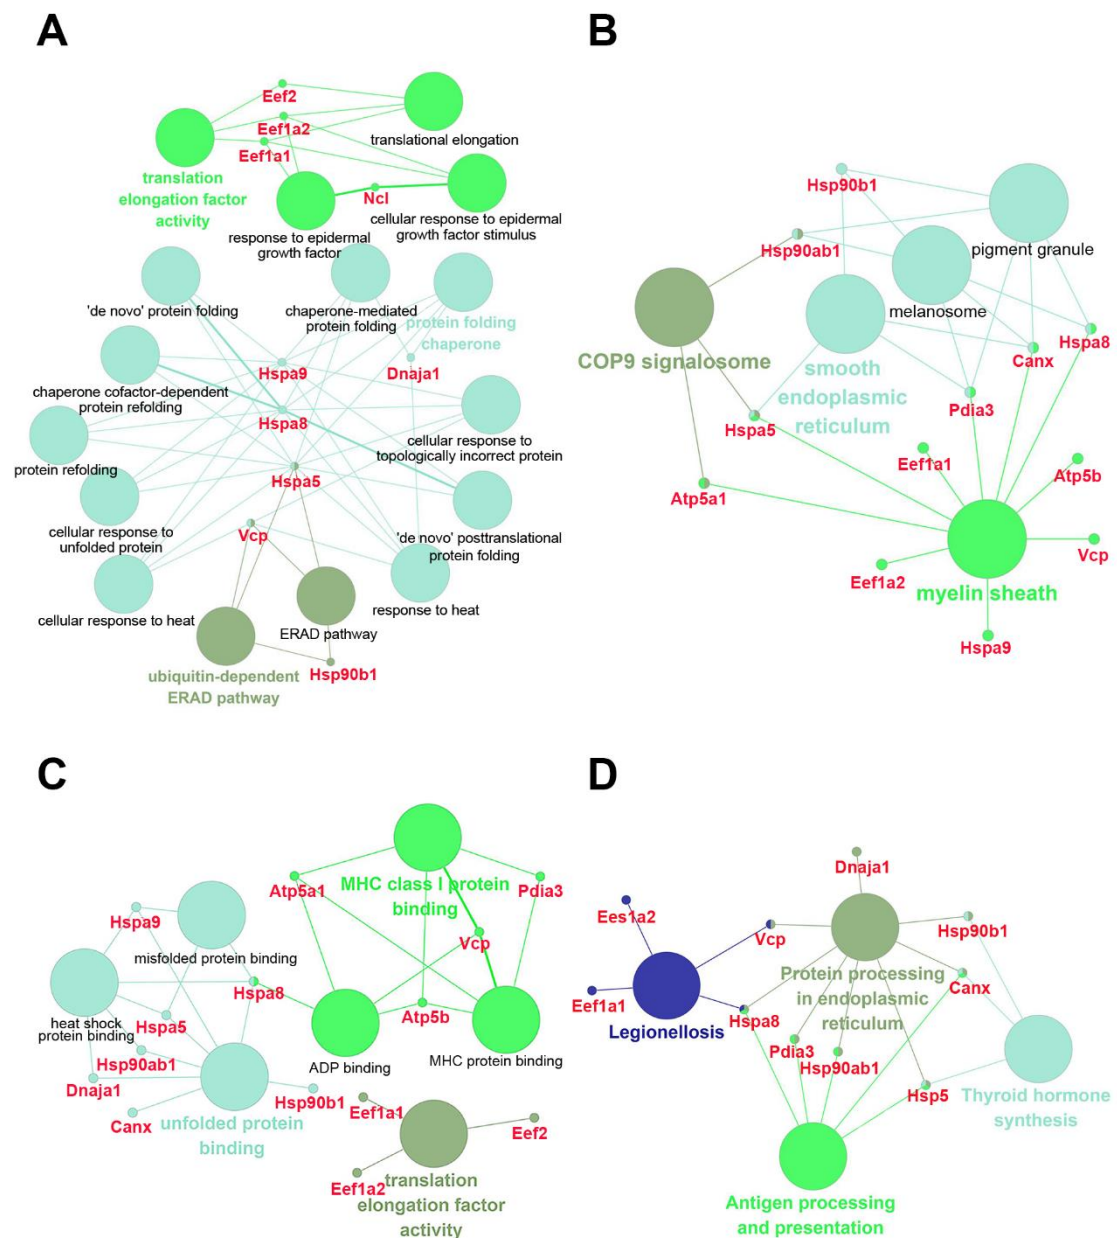 A
Eef2
Eef1a2
translational elongation
Eef1a1
translation
elongation factor
activity
Ncl
response to epidermal
growth factor
cellular response to epidermal
growth factor stimulus
'de novo' protein folding
chaperone-mediated
protein folding
protein folding
chaperone
Hspa9
Dnaja1
chaperone cofactor-dependent
protein refolding
Hspa8
cellular response to
topologically incorrect protein
protein refolding
Hspa5
cellular response to
unfolded protein
Vcp
'de novo' posttranslational
protein folding
cellular response to heat
response to heat
ERAD pathway
ubiquitin-dependent
ERAD pathway
Hsp90b1
B
Hsp90b1
Hsp90ab1
pigment granule
melanosome
Hspa8
COP9 signalosome
Canx
smooth
endoplasmic
reticulum
Pdia3
Hspa5
Eef1a1
Atp5b
Atp5a1
Vcp
Eef1a2
myelin sheath
Hspa9
C
Atp5a1
MHC class I protein
binding
Pdia3
Hspa9
Vcp
misfolded protein binding
Hspa8
heat shock
protein binding
Hspa5
Atp5b
Hsp90ab1
ADP binding
MHC protein binding
Dnaja1
Hsp90b1
Eef1a1
Canx
unfolded protein
binding
Eef2
Eef1a2
translation
elongation factor
activity
D
Dnaja1
Ees1a2
Hsp90b1
Vcp
Protein processing
in endoplasmic
reticulum
Canx
Eef1a1
Legionellosis
Hspa8
Pdia3
Hsp90ab1
Hsp5
Thyroid hormone
synthesis
Antigen processing
and presentation